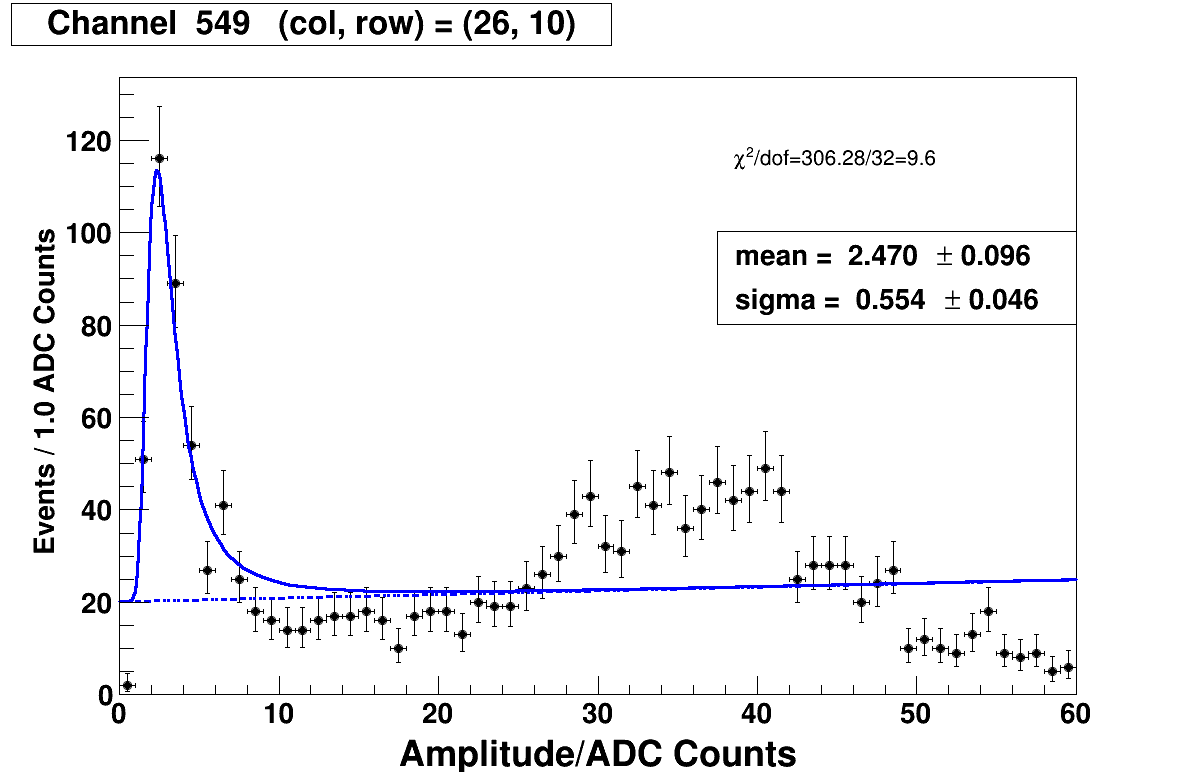 Channel 549 (col, row) = (26, 10)
χ²/dof=306.28/32=9.6
mean = 2.470 ± 0.096
sigma = 0.554 ± 0.046
Events / 1.0 ADC Counts
120
100
80
60
40
20
0
0 10 20 30 40 50 60
Amplitude/ADC Counts